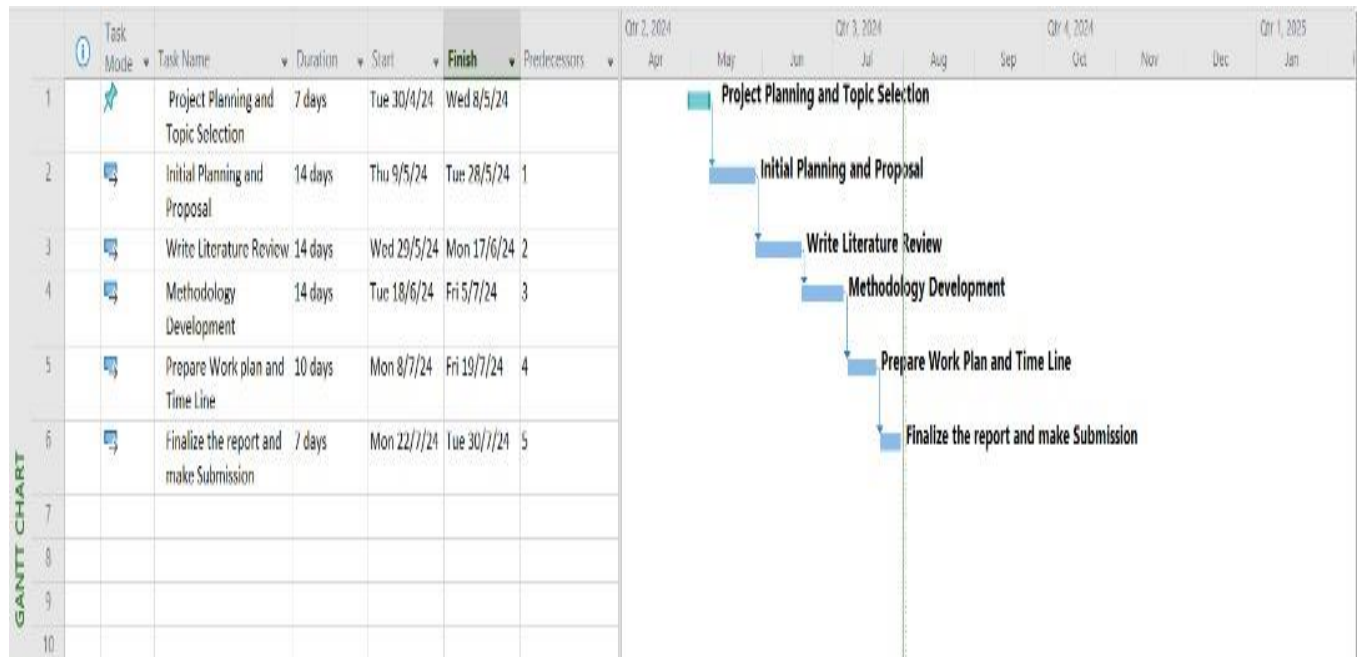 Task Mode Task Name Duration Start Finish Predecessors
1 Project Planning and Topic Selection 7 days Tue 30/4/24 Wed 8/5/24
2 Initial Planning and Proposal 14 days Thu 9/5/24 Tue 28/5/24 1
3 Write Literature Review 14 days Wed 29/5/24 Mon 17/6/24 2
4 Methodology Development 14 days Tue 18/6/24 Fri 5/7/24 3
5 Prepare Work plan and Time Line 10 days Mon 8/7/24 Fri 19/7/24 4
6 Finalize the report and make Submission 7 days Mon 22/7/24 Tue 30/7/24 5
7
8
9
10
GANTT CHART
Qtr 2, 2024 Qtr 3, 2024 Qtr 4, 2024 Qtr 1, 2025
Apr May Jun Jul Aug Sep Oct Nov Dec Jan
Project Planning and Topic Selection
Initial Planning and Proposal
Write Literature Review
Methodology Development
Prepare Work Plan and Time Line
Finalize the report and make Submission